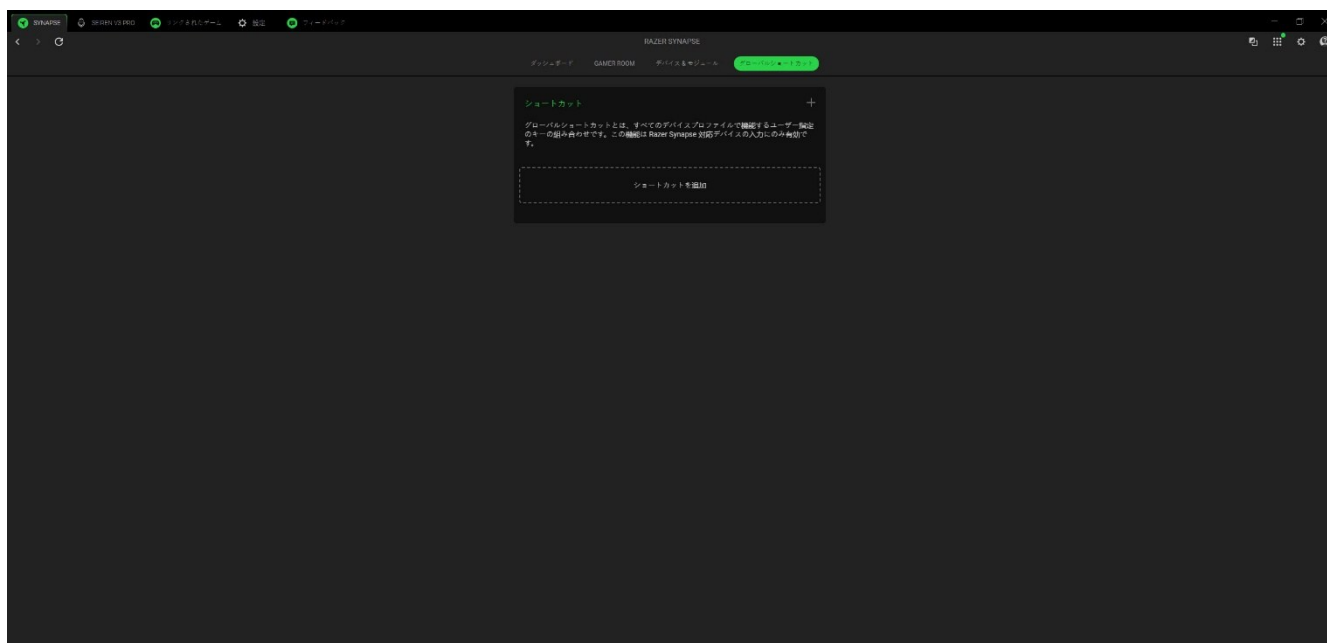 SYNAPSE
SEIREN V3 PRO
リンクされたゲーム
設定
フィードバック
RAZER SYNAPSE
ダッシュボード
GAMER ROOM
デバイス & モジュール
グローバルショートカット
ショートカット
グローバルショートカットとは、すべてのデバイスプロファイルで機能するユーザー指定
のキーの組み合わせです。この機能は Razer Synapse 対応デバイスの入力にのみ有効で
す。
ショートカットを追加